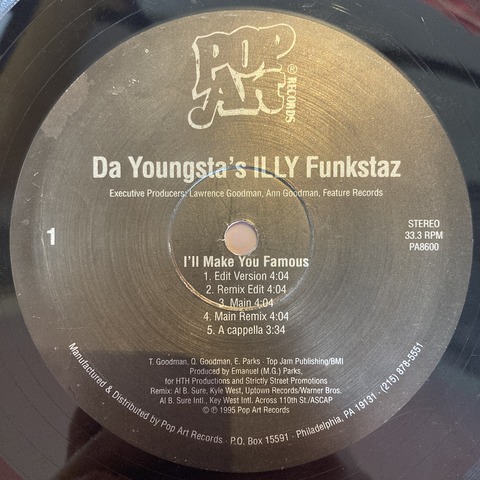 POP
ART
® RECORDS
Da Youngsta's ILLY Funkstaz
Executive Producers: Lawrence Goodman, Ann Goodman, Feature Records
1
STEREO
33.3 RPM
PA8600
I'll Make You Famous
1. Edit Version 4:04
2. Remix Edit 4:04
3. Main 4:04
4. Main Remix 4:04
5. A cappella 3:34
T. Goodman, Q. Goodman, E. Parks · Top Jam Publishing/BMI
Produced by Emanuel (M.G.) Parks,
for HTH Productions and Strictly Street Promotions
Remix: Al B. Sure, Kyle West, Uptown Records/Warner Bros.
Al B. Sure Intl., Key West Intl. Across 110th St./ASCAP
© ℗ 1995 Pop Art Records
Manufactured & Distributed by Pop Art Records · P.O. Box 15591 · Philadelphia, PA 19131 · (215) 878-5551